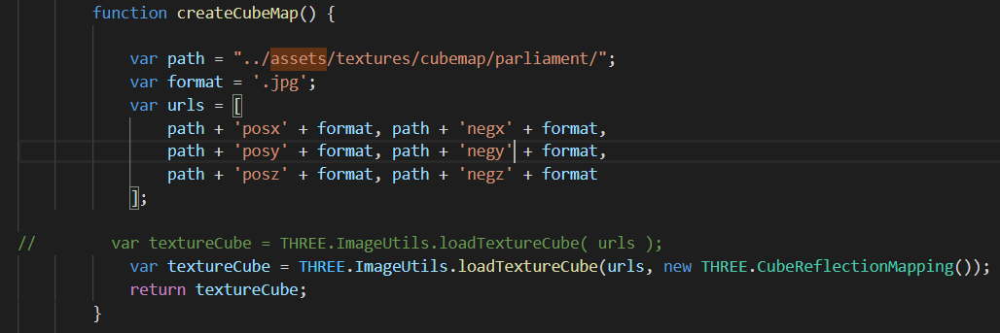 function createCubeMap() {
var path = "../assets/textures/cubemap/parliament/";
var format = '.jpg';
var urls = [
path + 'posx' + format, path + 'negx' + format,
path + 'posy' + format, path + 'negy' + format,
path + 'posz' + format, path + 'negz' + format
];
// var textureCube = THREE.ImageUtils.loadTextureCube( urls );
var textureCube = THREE.ImageUtils.loadTextureCube(urls, new THREE.CubeReflectionMapping());
return textureCube;
}